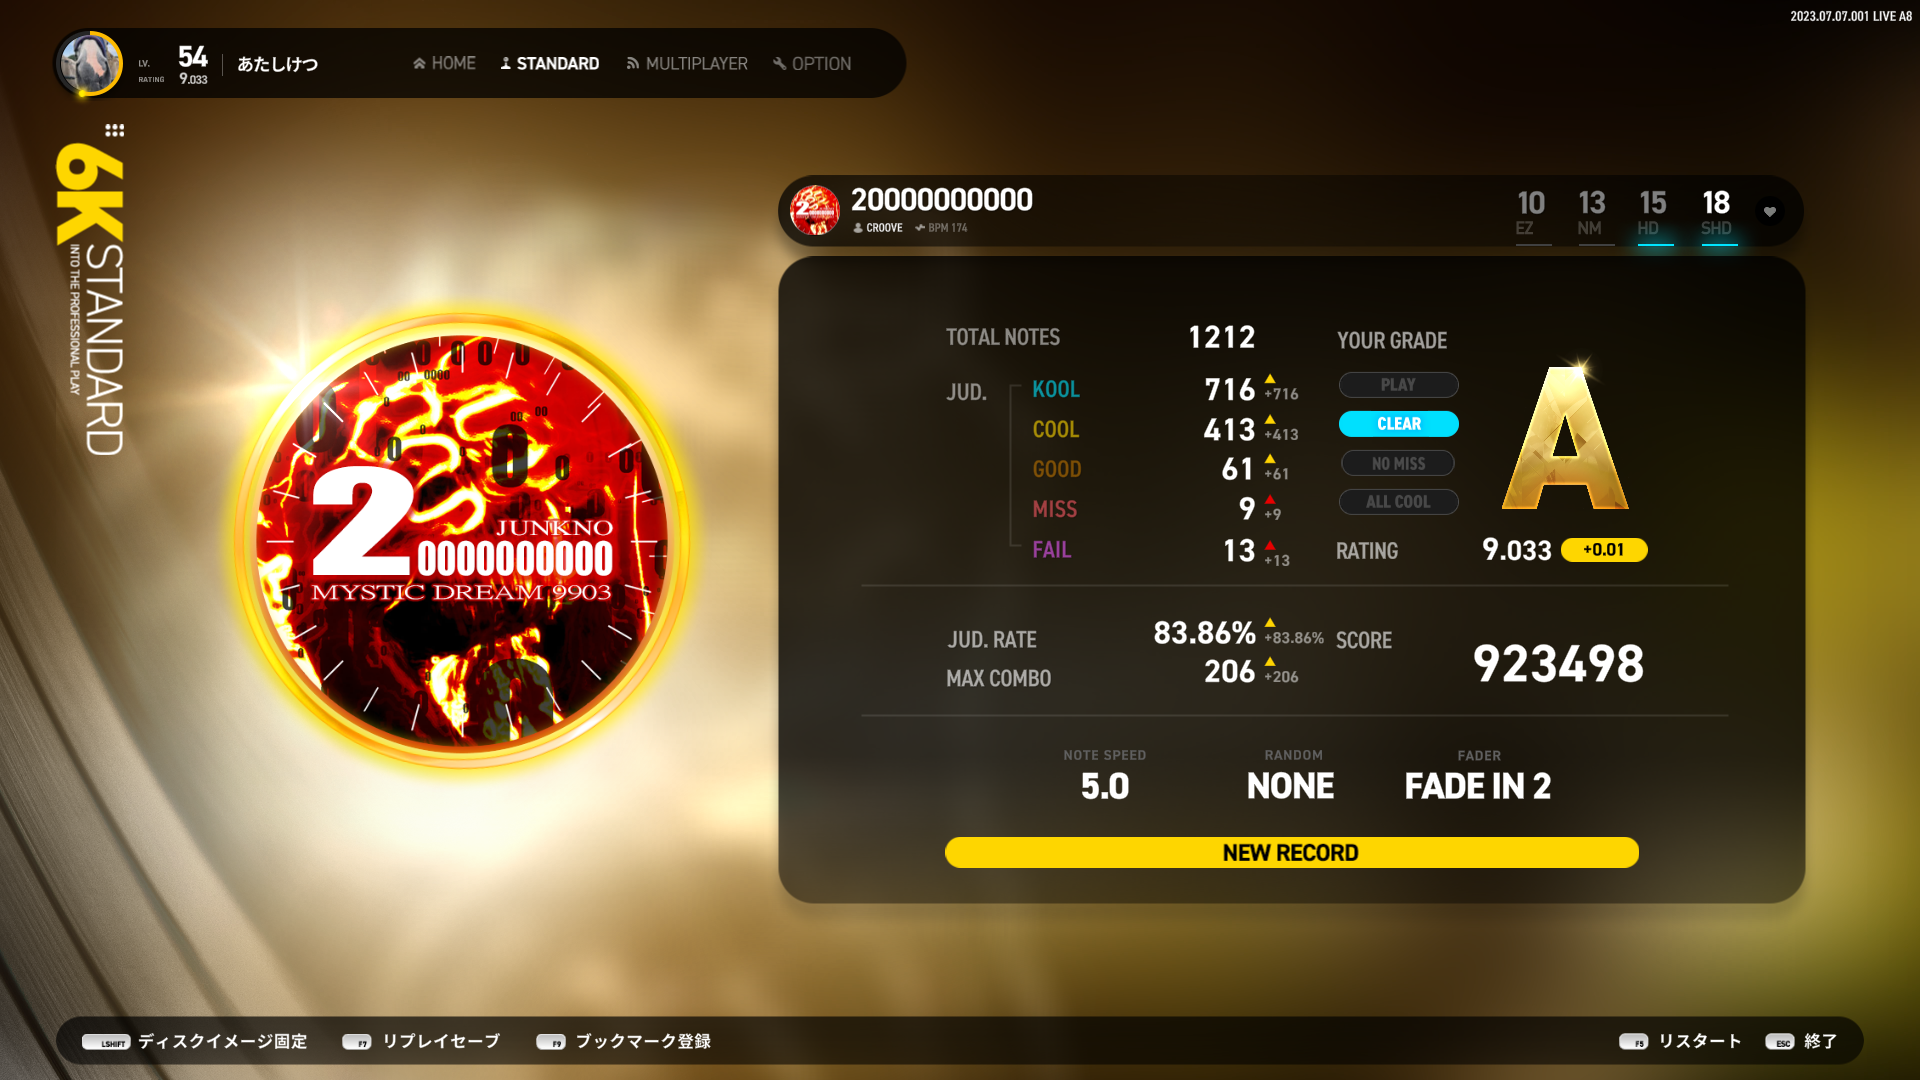 2023.07.07.001 LIVE A8
LV. 54
RATING 9.033
あたしけつ
HOME STANDARD MULTIPLAYER OPTION
6K STANDARD
INTO THE PROFESSIONAL PLAY
20000000000
CROOVE BPM 174
10 13 15 18
EZ NM HD SHD
2
JUNKNO
0000000000
MYSTIC DREAM 9903
TOTAL NOTES 1212
JUD.
KOOL 716 +716
COOL 413 +413
GOOD 61 +61
MISS 9 +9
FAIL 13 +13
YOUR GRADE
PLAY
CLEAR
NO MISS
ALL COOL
A
RATING 9.033 +0.01
JUD. RATE 83.86% +83.86%
MAX COMBO 206 +206
SCORE 923498
NOTE SPEED RANDOM FADER
5.0 NONE FADE IN 2
NEW RECORD
LSHIFT ディスクイメージ固定 F7 リプレイセーブ F9 ブックマーク登録 F5 リスタート ESC 終了